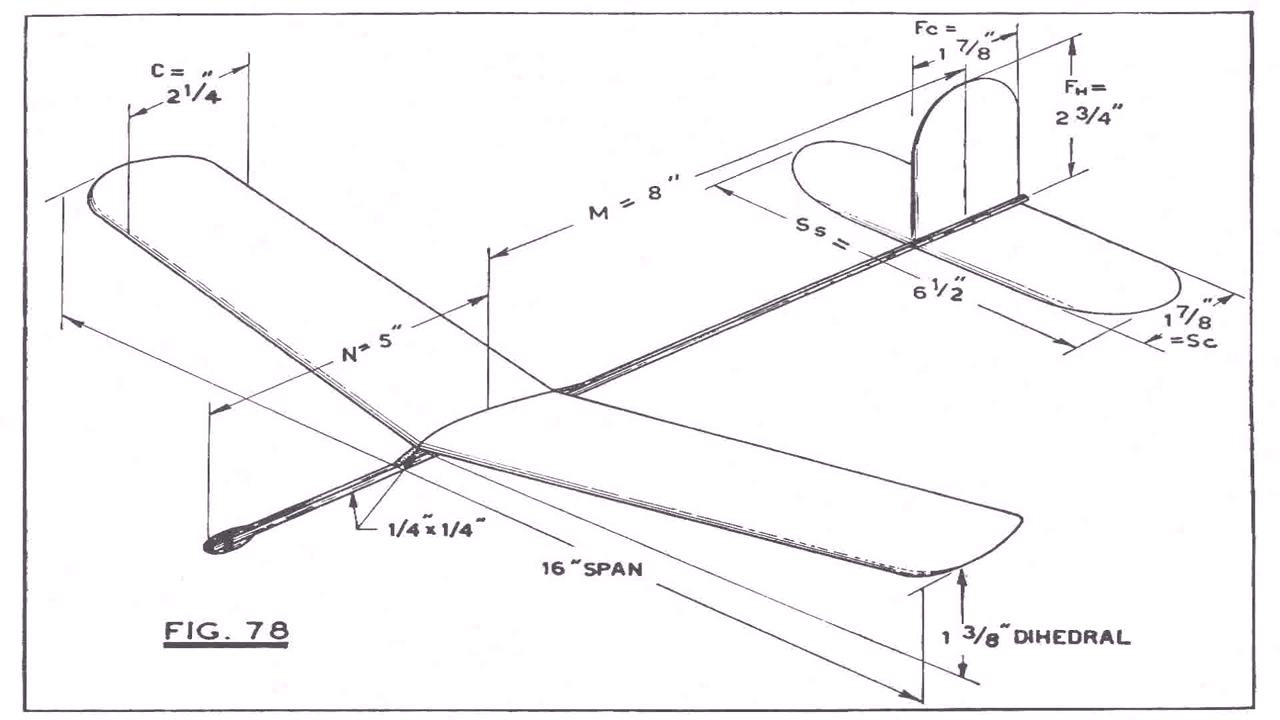 C =
2 1/4"
Fc =
1 7/8"
FH =
2 3/4"
M = 8"
Ss =
6 1/2"
1 7/8"
=Sc
N= 5"
1/4" x 1/4"
16" SPAN
1 3/8" DIHEDRAL
FIG. 78